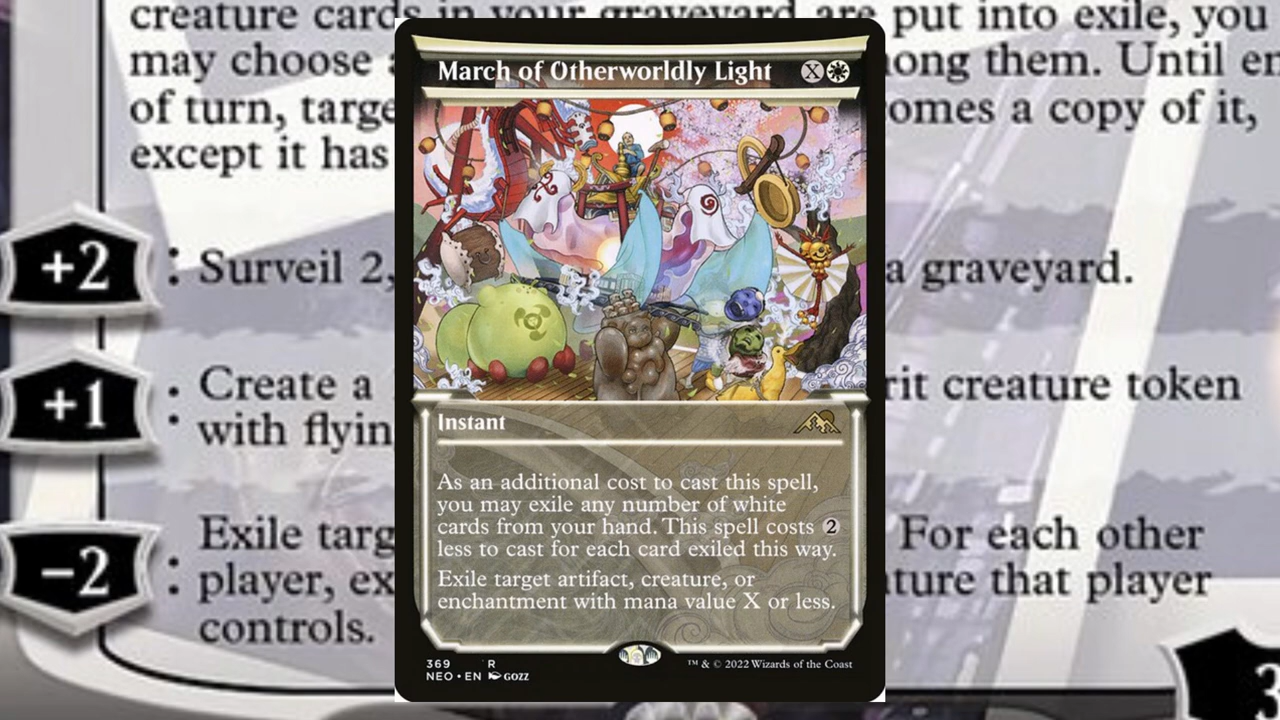 creature cards in your graveyard are put into exile, you
may choose ong them. Until en
of turn, targe omes a copy of it,
except it has
+2 : Surveil 2, a graveyard.
+1 : Create a rit creature token
with flyin
−2 : Exile targ For each other
player, ex ture that player
controls.
3
March of Otherworldly Light X
Instant
As an additional cost to cast this spell,
you may exile any number of white
cards from your hand. This spell costs 2
less to cast for each card exiled this way.
Exile target artifact, creature, or
enchantment with mana value X or less.
369 R
NEO • EN GOZZ
™ & © 2022 Wizards of the Coast